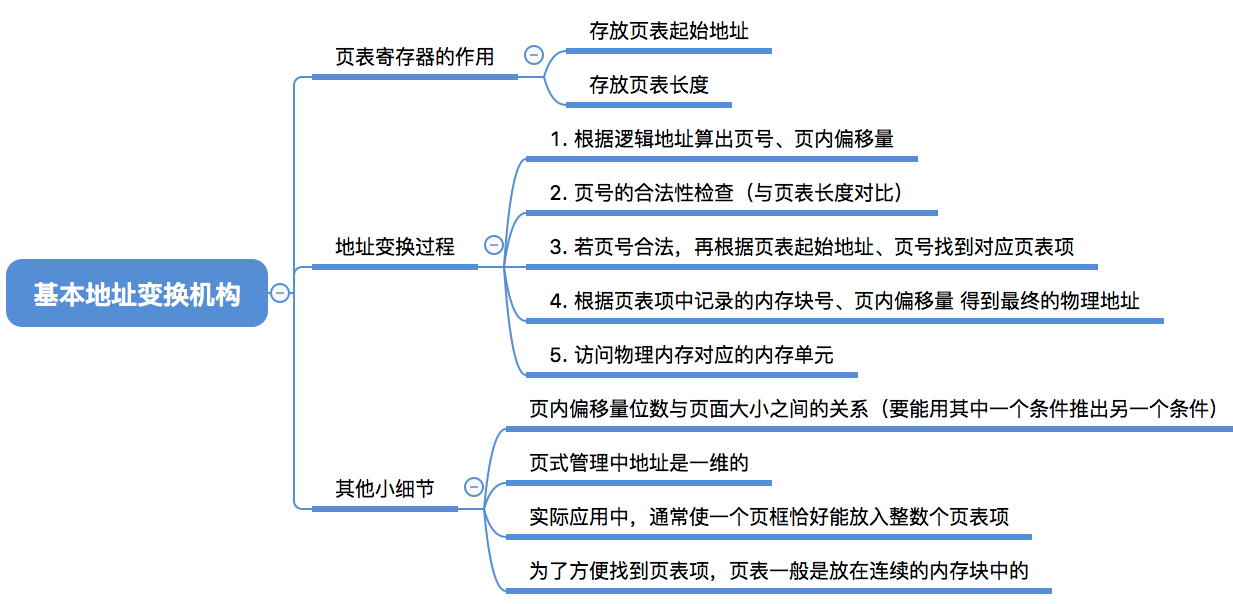 基本地址变换机构
页表寄存器的作用
存放页表起始地址
存放页表长度
地址变换过程
1. 根据逻辑地址算出页号、页内偏移量
2. 页号的合法性检查（与页表长度对比）
3. 若页号合法，再根据页表起始地址、页号找到对应页表项
4. 根据页表项中记录的内存块号、页内偏移量 得到最终的物理地址
5. 访问物理内存对应的内存单元
其他小细节
页内偏移量位数与页面大小之间的关系（要能用其中一个条件推出另一个条件）
页式管理中地址是一维的
实际应用中，通常使一个页框恰好能放入整数个页表项
为了方便找到页表项，页表一般是放在连续的内存块中的